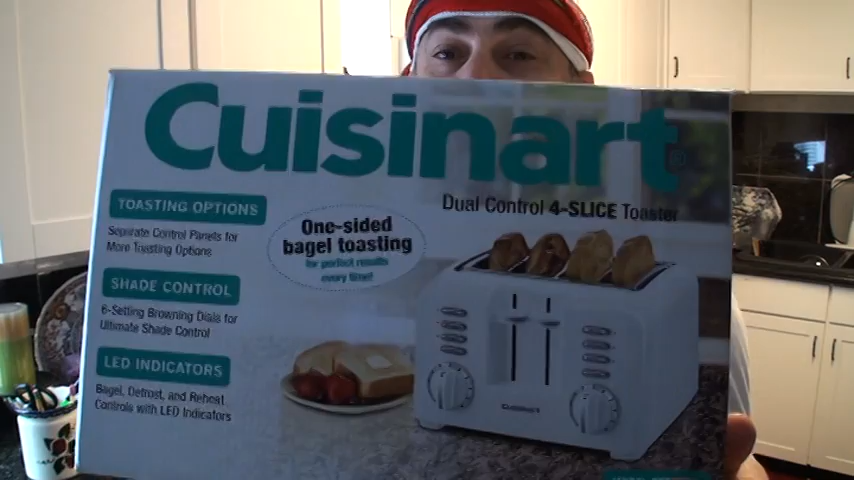 Cuisinart
Dual Control 4-SLICE Toaster
TOASTING OPTIONS
Separate Control Panels for
More Toasting Options
One-sided
bagel toasting
for perfect results
every time!
SHADE CONTROL
6-Setting Browning Dials for
Ultimate Shade Control
LED INDICATORS
Bagel, Defrost, and Reheat
Controls with LED Indicators
Cuisinart